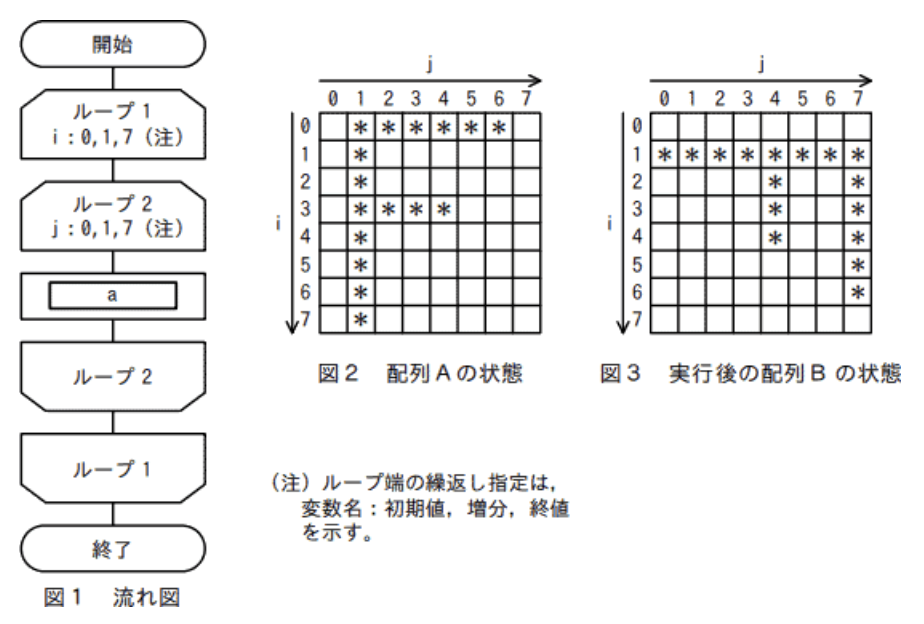 開始
ループ1
i:0,1,7(注)
ループ2
j:0,1,7(注)
a
ループ2
ループ1
終了
図1 流れ図
j
0 1 2 3 4 5 6 7
i
0 * * * * * *
1 *
2 *
3 * * * *
4 *
5 *
6 *
7 *
図2 配列Aの状態
j
0 1 2 3 4 5 6 7
i
0
1 * * * * * * * *
2 * *
3 * *
4 * *
5 *
6 *
7
図3 実行後の配列Bの状態
(注)ループ端の繰返し指定は,
変数名:初期値,増分,終値
を示す。